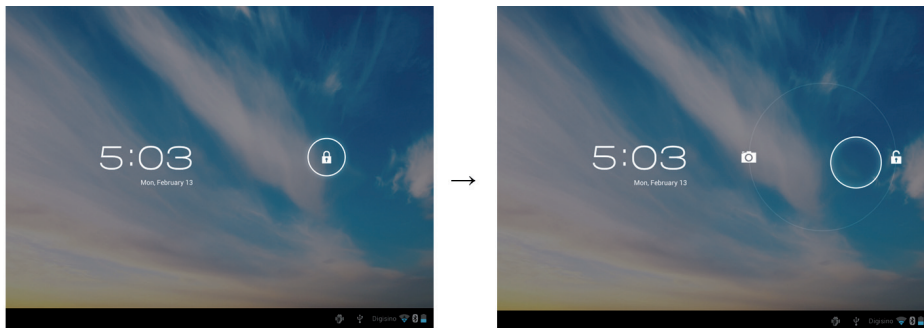 5:03
Mon, February 13
Digisino
→
5:03
Mon, February 13
Digisino